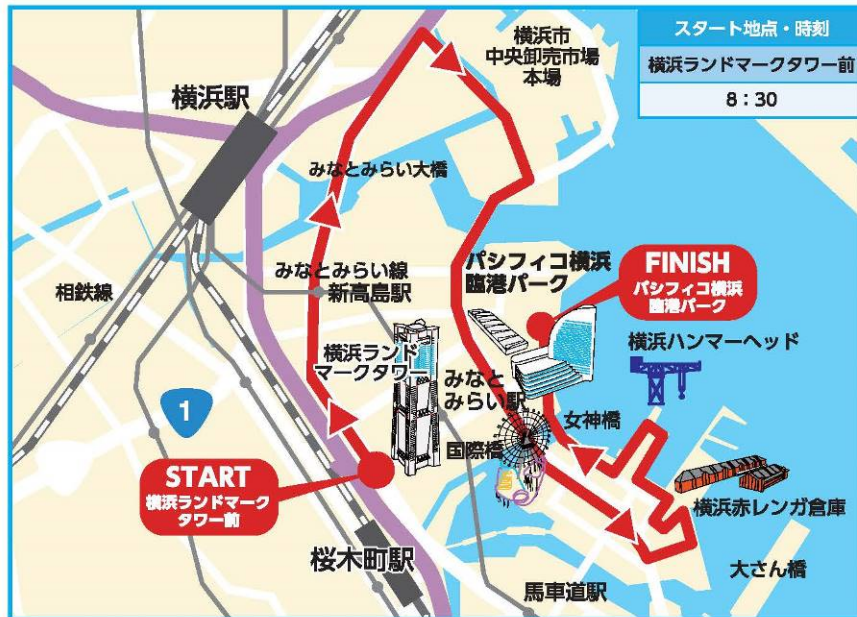 スタート地点・時刻
横浜ランドマークタワー前
8:30
横浜市
中央卸売市場
本場
横浜駅
みなとみらい大橋
相鉄線
みなとみらい線
新高島駅
パシフィコ横浜
臨港パーク
FINISH
パシフィコ横浜
臨港パーク
横浜ハンマーヘッド
横浜ランド
マークタワー
みなと
みらい駅
女神橋
国際橋
1
START
横浜ランドマーク
タワー前
横浜赤レンガ倉庫
桜木町駅
馬車道駅
大さん橋